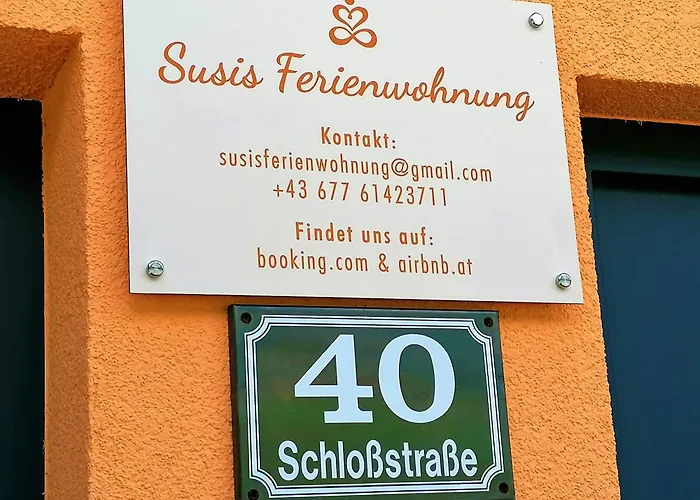 Susis Ferienwohnung
Kontakt:
susisferienwohnung@gmail.com
+43 677 61423711
Findet uns auf:
booking.com & airbnb.at
40
Schloßstraße